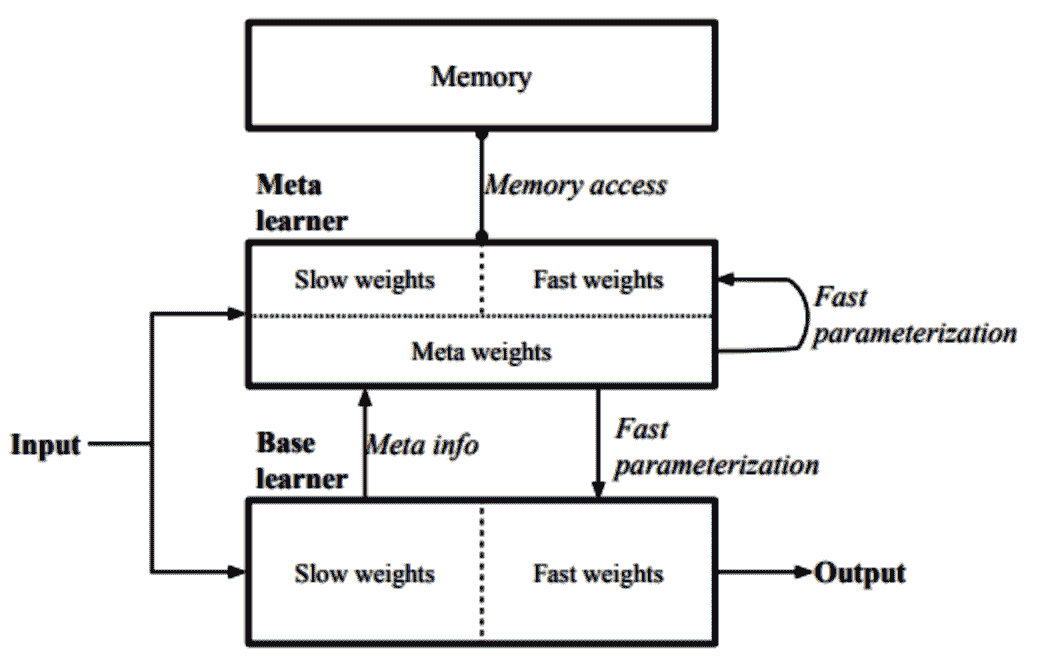 Memory
Memory access
Meta
learner
Slow weights
Fast weights
Meta weights
Fast
parameterization
Input
Base
learner
Meta info
Fast
parameterization
Slow weights
Fast weights
Output